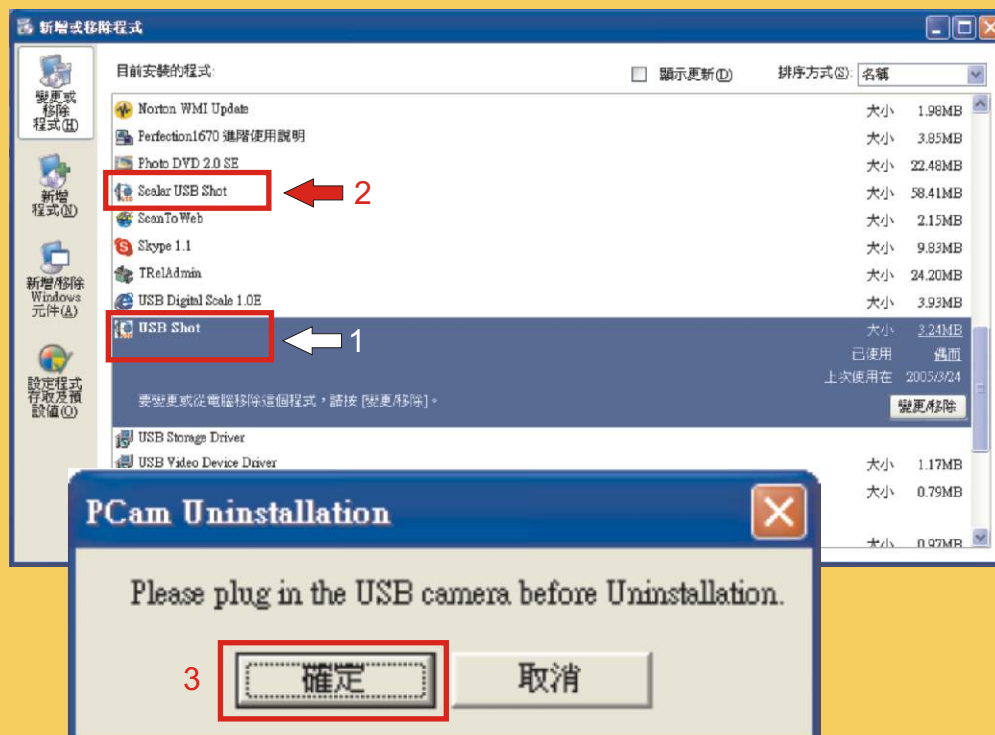 新增或移除程式
變更或
移除
程式(H)
新增
程式(N)
新增/移除
Windows
元件(A)
設定程式
存取及預
設值(O)
目前安裝的程式:
顯示更新(D)
排序方式(S): 名稱
Norton WMI Update 大小 1.98MB
Perfection1670 進階使用說明 大小 3.85MB
Photo DVD 2.0 SE 大小 22.48MB
Scalar USB Shot 2 大小 58.41MB
ScanToWeb 大小 2.15MB
Skype 1.1 大小 9.83MB
TRelAdmin 大小 24.20MB
USB Digital Scale 1.0E 大小 3.93MB
USB Shot 1 大小 3.24MB
已使用 偶而
上次使用在 2005/3/24
要變更或從電腦移除這個程式，請按 [變更/移除]。 變更/移除
USB Storage Driver
USB Video Device Driver 大小 1.17MB
大小 0.79MB
大小 0.97MB
PCam Uninstallation
Please plug in the USB camera before Uninstallation.
3 確定 取消